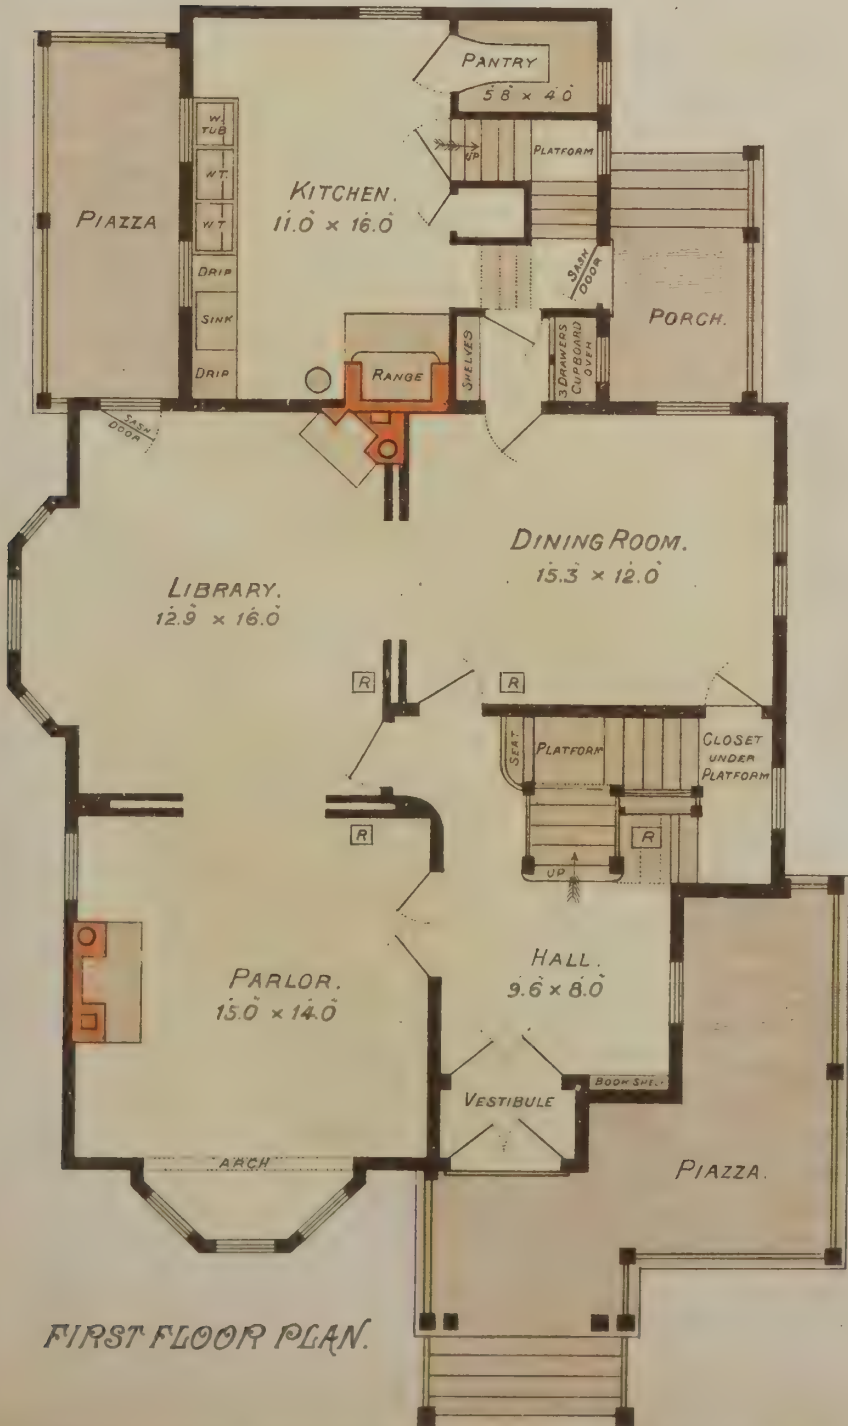 PANTRY
5.8 × 4.0
W.
TUB
UP
PLATFORM
W.T.
KITCHEN.
11.0 × 16.0
PIAZZA
W.T
DRIP
SASH
DOOR
SINK
PORCH.
SHELVES
3 DRAWERS
CUPBOARD
OVER
DRIP
RANGE
SASH
DOOR
DINING ROOM.
15.3 × 12.0
LIBRARY.
12.9 × 16.0
R
R
SEAT
PLATFORM
CLOSET
UNDER
PLATFORM
R
R
UP
HALL.
9.6 × 8.0
PARLOR.
15.0 × 14.0
BOOK SHELF
VESTIBULE
ARCH
PIAZZA.
FIRST FLOOR PLAN.